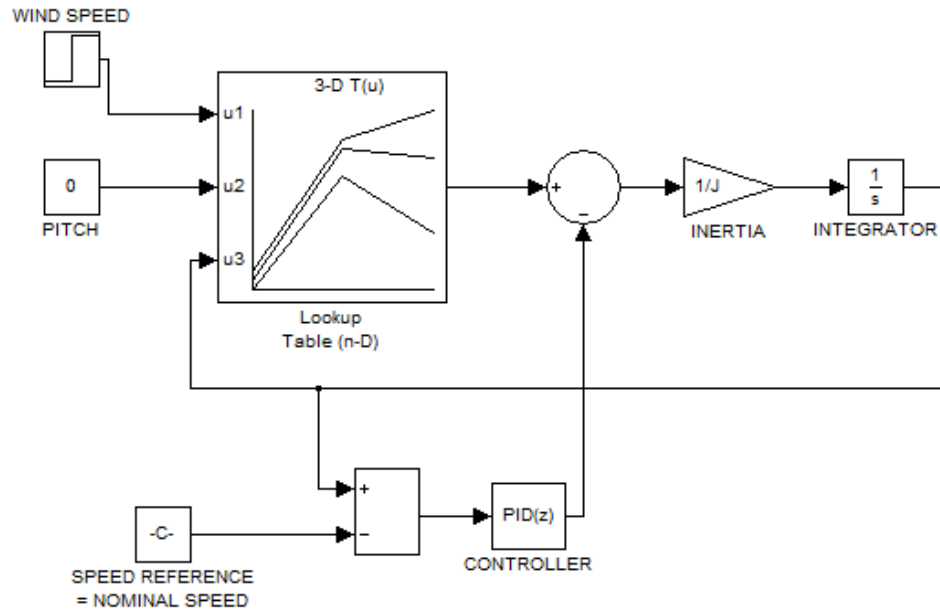 WIND SPEED
3-D T(u)
u1
0
u2
PITCH
u3
Lookup
Table (n-D)
+
−
1/J
INERTIA
1
s
INTEGRATOR
+
−
-C-
SPEED REFERENCE
= NOMINAL SPEED
PID(z)
CONTROLLER